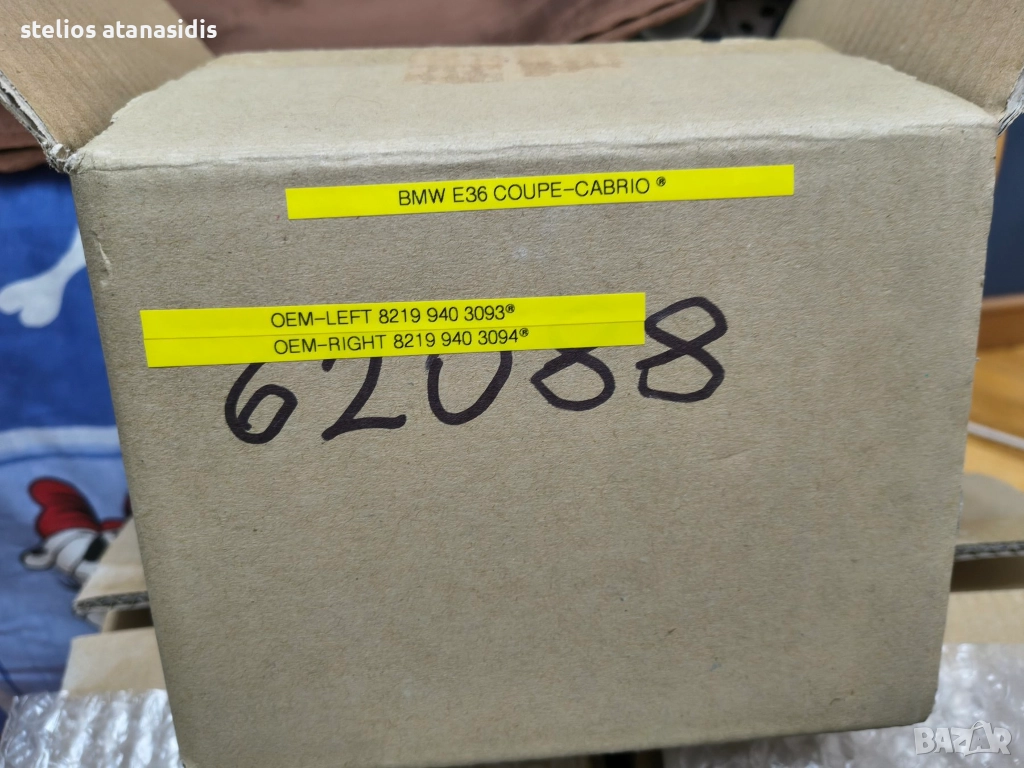 stelios atanasidis
BMW E36 COUPE-CABRIO ®
OEM-LEFT 8219 940 3093®
OEM-RIGHT 8219 940 3094®
62088
BAZAR